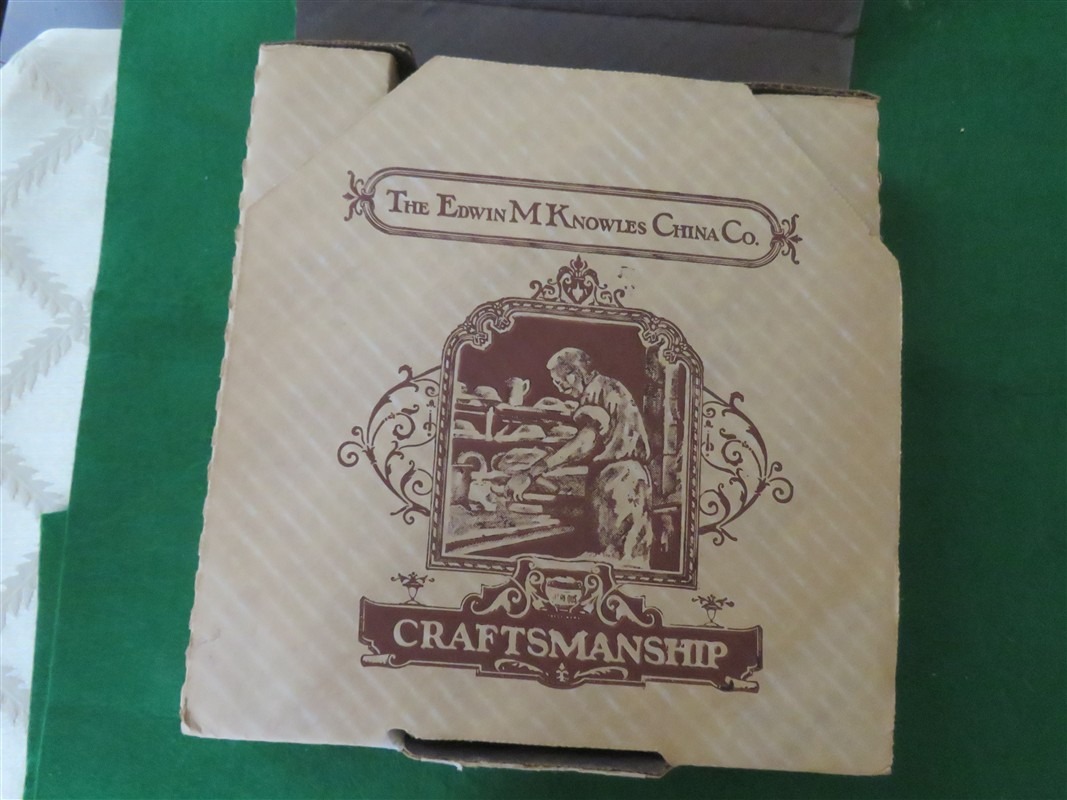 The Edwin M Knowles China Co.
CRAFTSMANSHIP